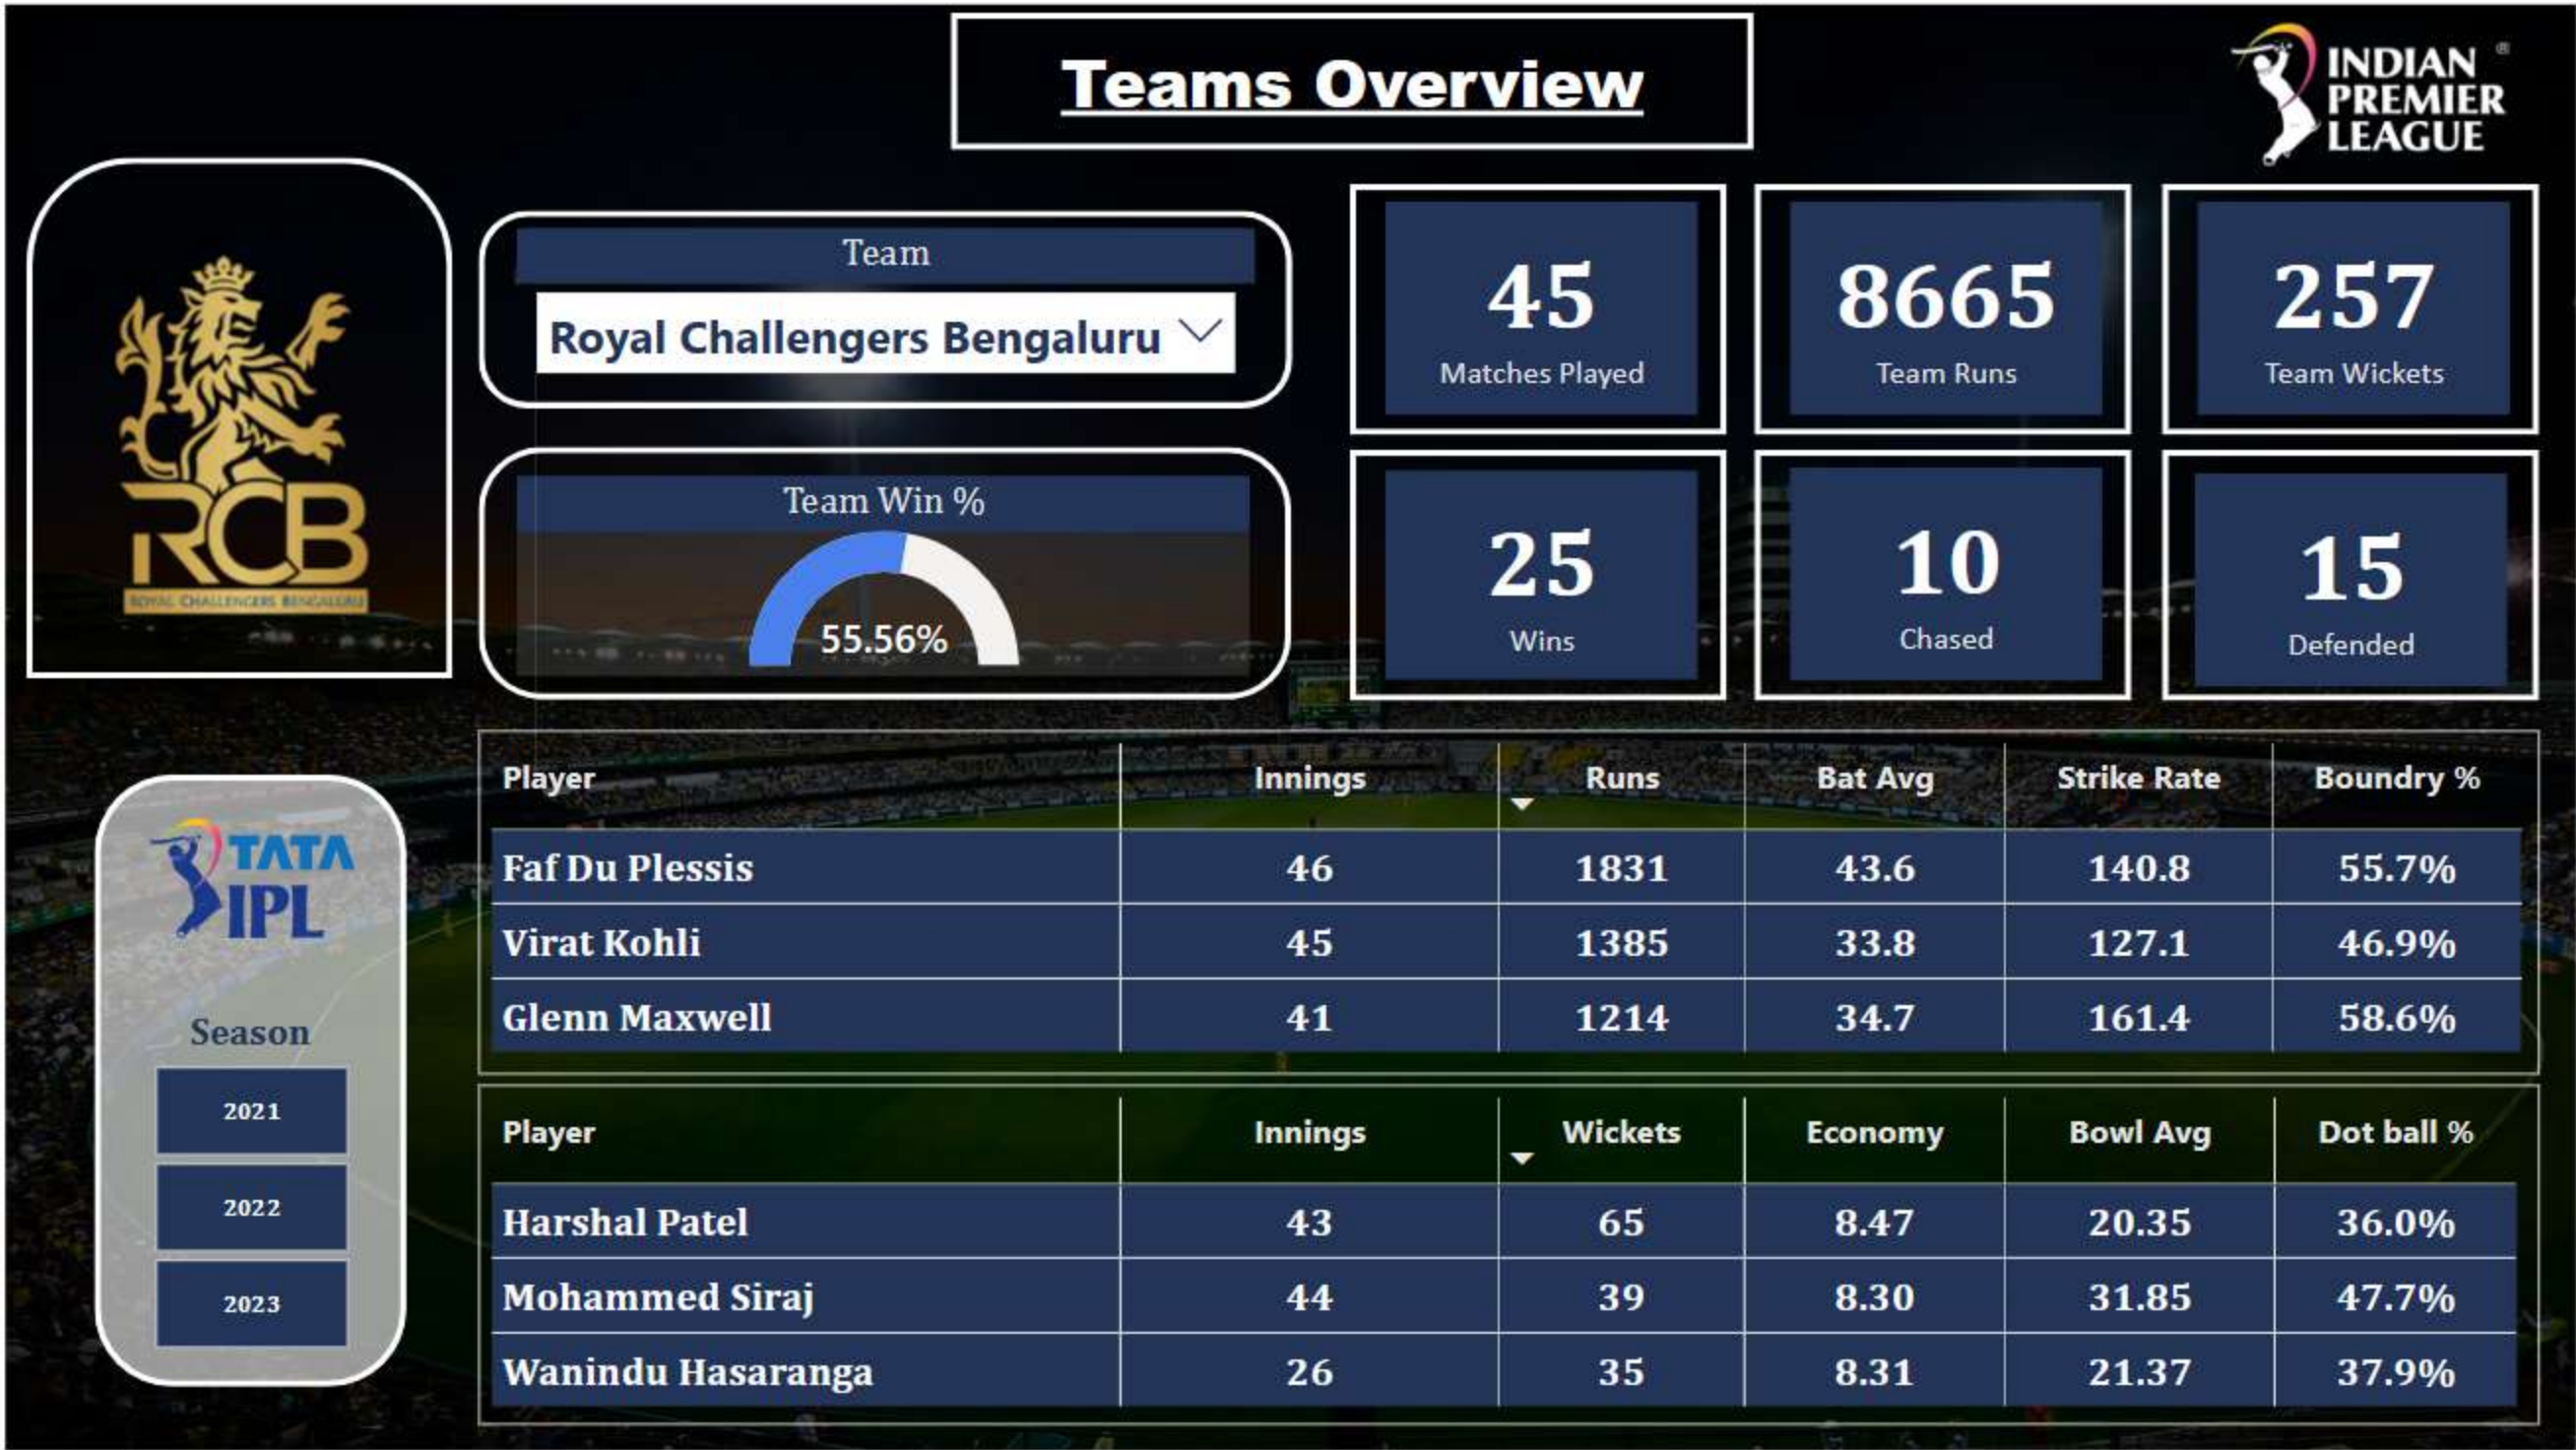 Teams Overview
INDIAN ®
PREMIER
LEAGUE
RCB
ROYAL CHALLENGERS BENGALURU
Team
Royal Challengers Bengaluru
Team Win %
55.56%
45
Matches Played
8665
Team Runs
257
Team Wickets
25
Wins
10
Chased
15
Defended
TATA
IPL
Season
2021
2022
2023
Player Innings Runs Bat Avg Strike Rate Boundry %
Faf Du Plessis 46 1831 43.6 140.8 55.7%
Virat Kohli 45 1385 33.8 127.1 46.9%
Glenn Maxwell 41 1214 34.7 161.4 58.6%
Player Innings Wickets Economy Bowl Avg Dot ball %
Harshal Patel 43 65 8.47 20.35 36.0%
Mohammed Siraj 44 39 8.30 31.85 47.7%
Wanindu Hasaranga 26 35 8.31 21.37 37.9%